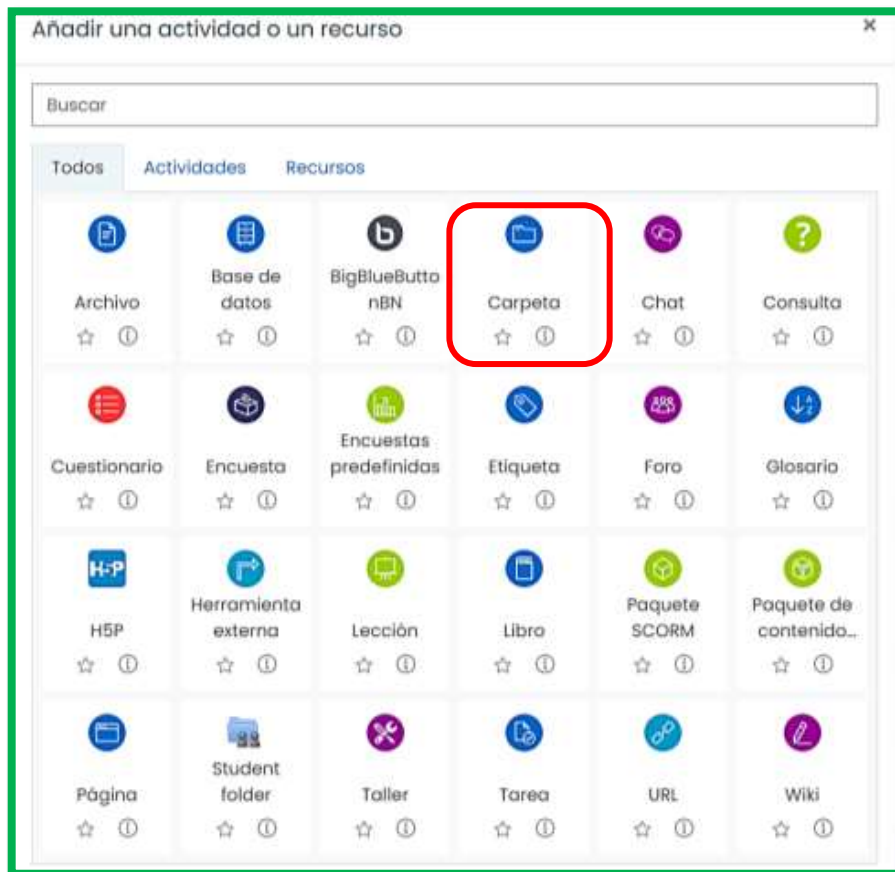 Añadir una actividad o un recurso ×
Buscar
Todos Actividades Recursos
Archivo
Base de
datos
BigBlueButto
nBN
Carpeta
Chat
Consulta
Cuestionario
Encuesta
Encuestas
predefinidas
Etiqueta
Foro
Glosario
H5P
H5P
Herramienta
externa
Lección
Libro
Paquete
SCORM
Paquete de
contenido...
Página
Student
folder
Taller
Tarea
URL
Wiki